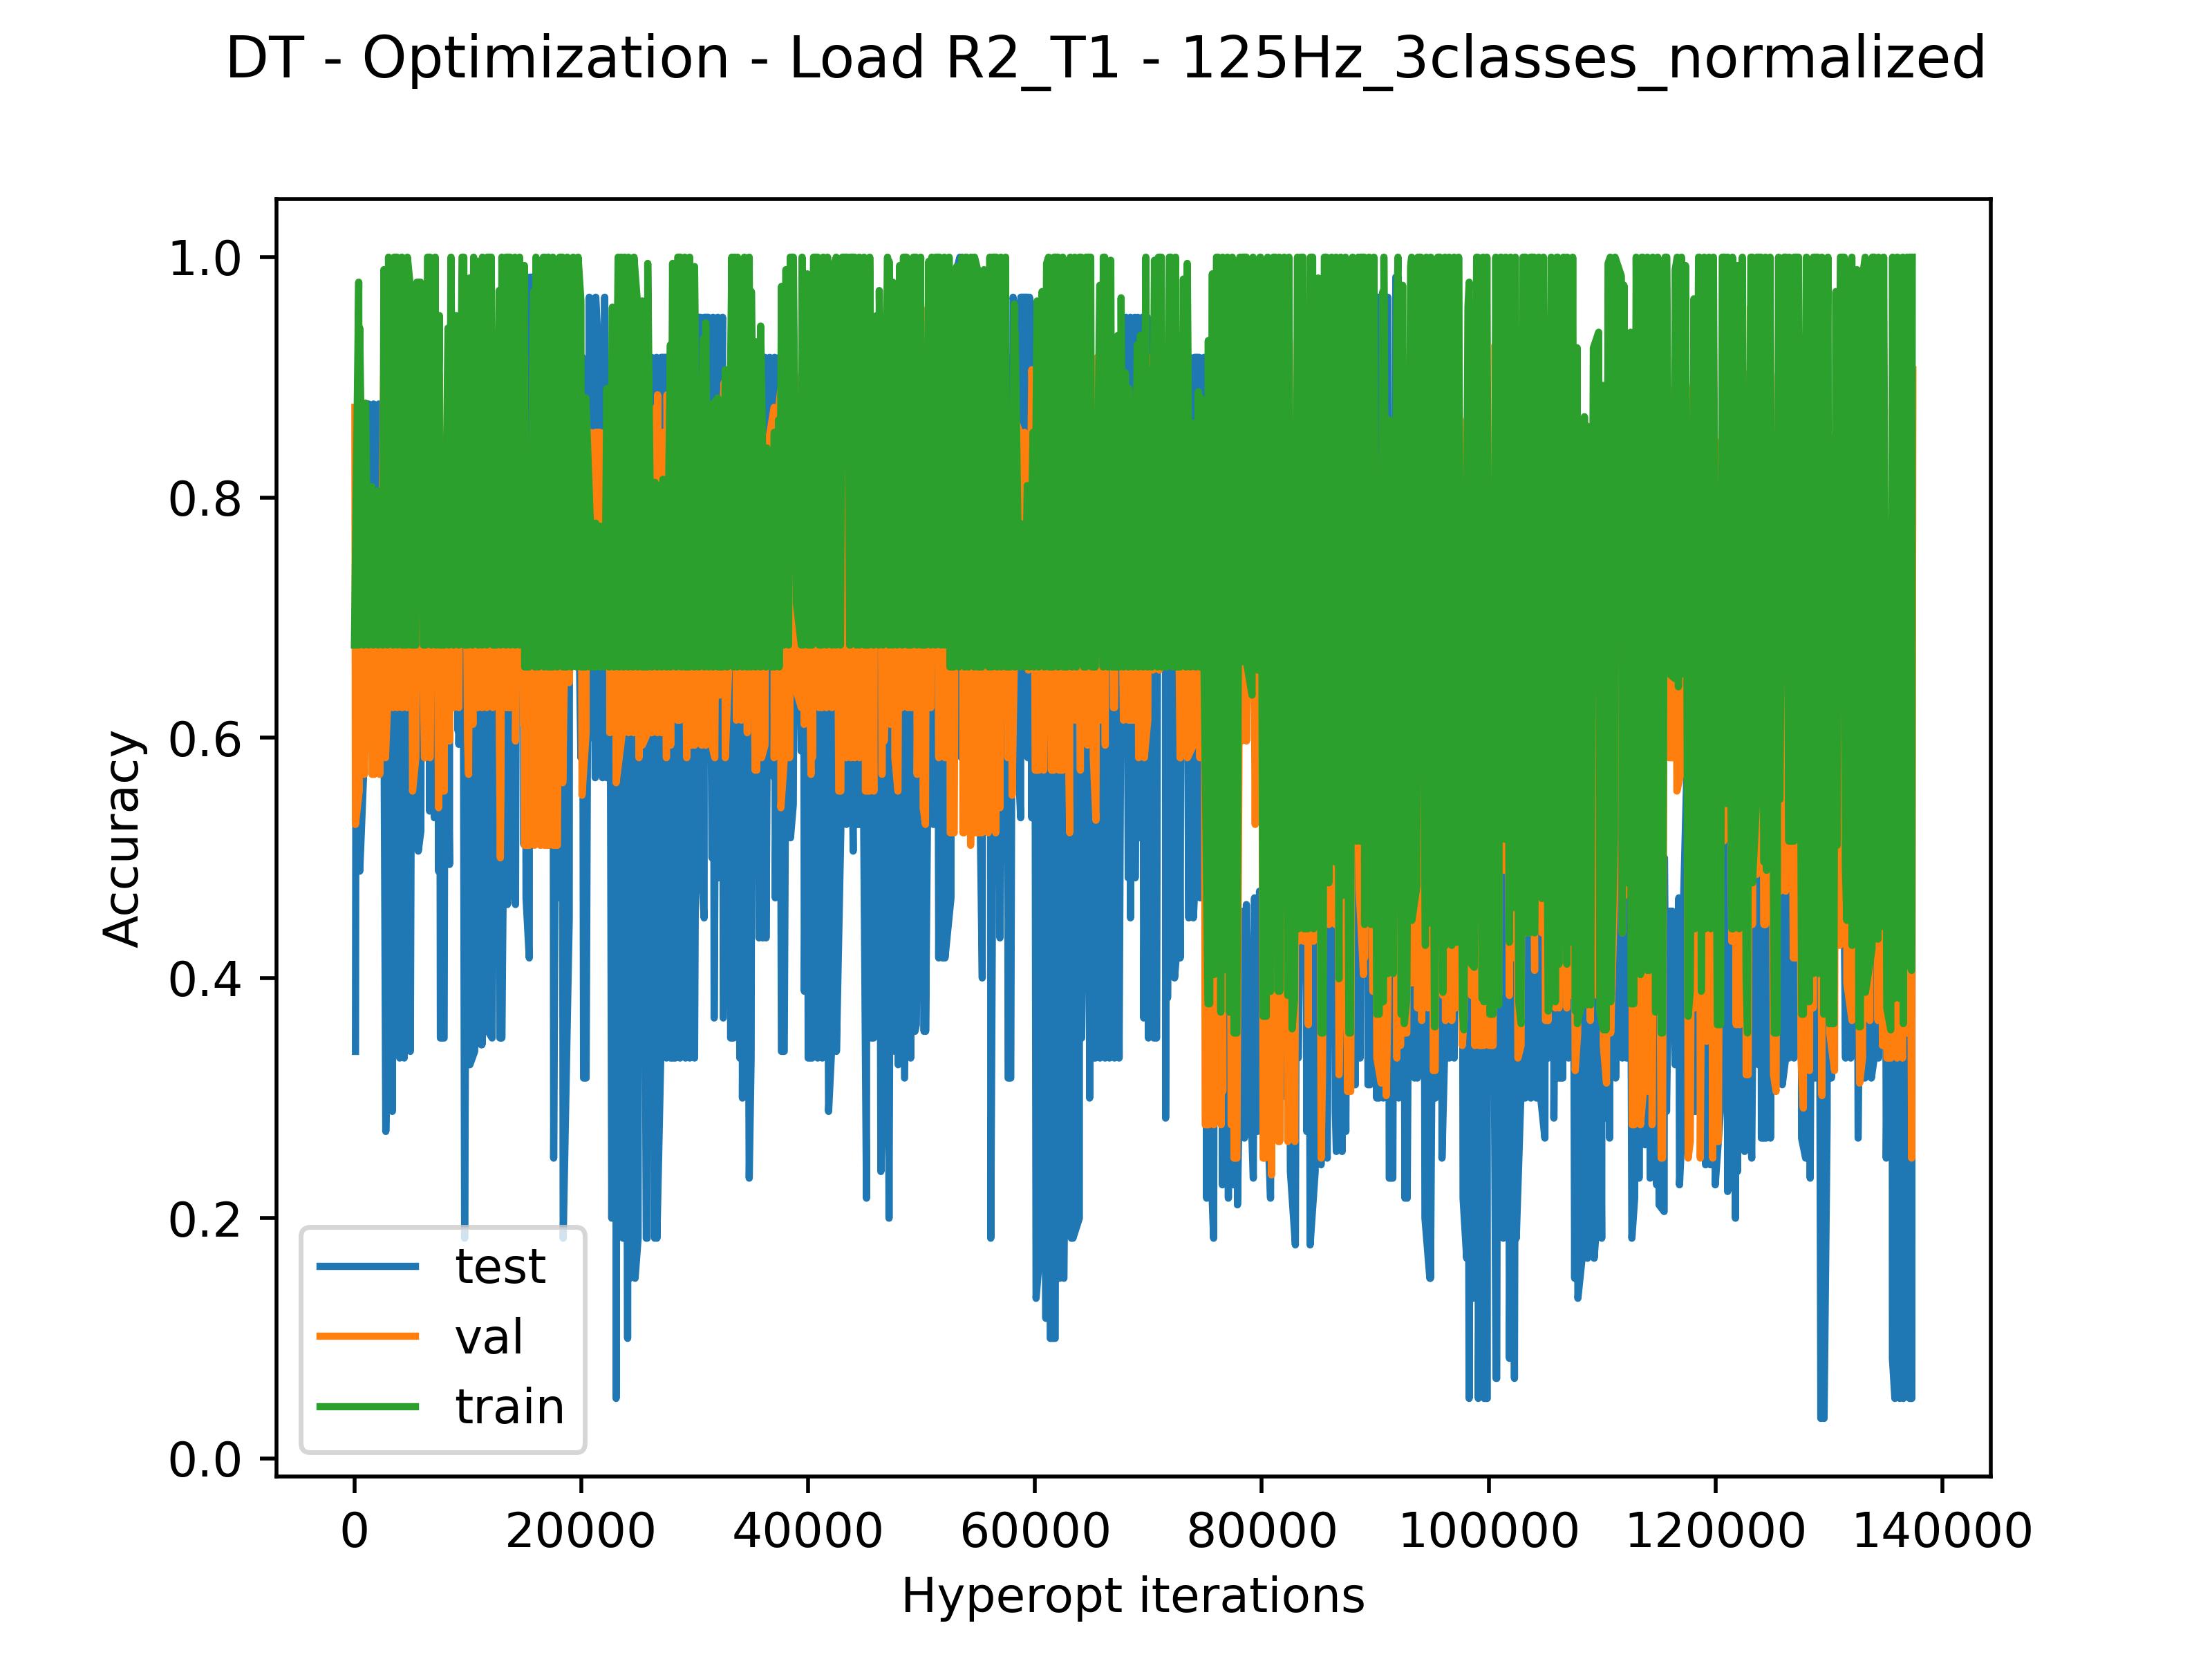 DT - Optimization - Load R2_T1 - 125Hz_3classes_normalized
1.0
0.8
0.6
0.4
0.2
0.0
Accuracy
test
val
train
0 20000 40000 60000 80000 100000 120000 140000
Hyperopt iterations